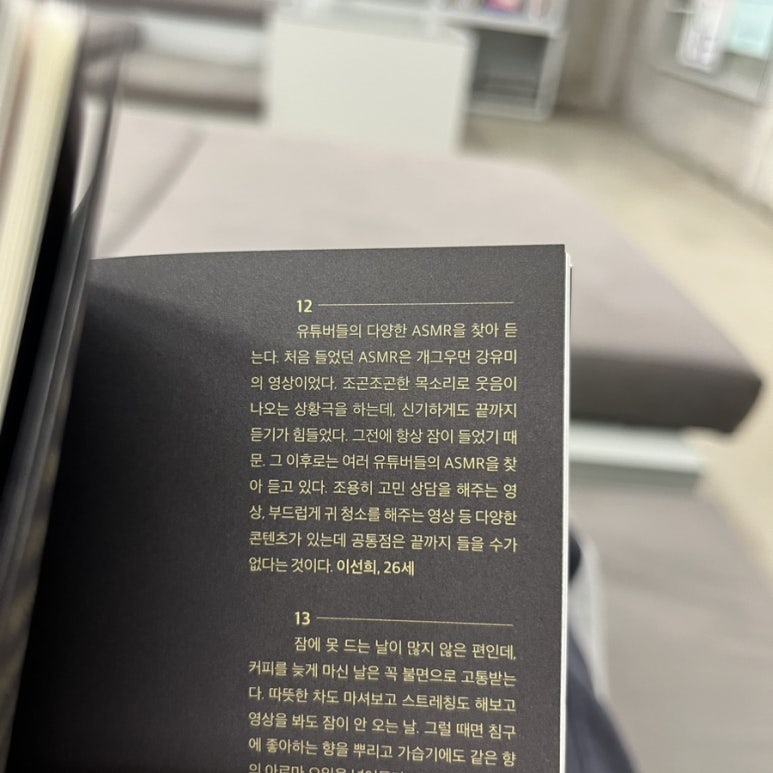 12
유튜버들의 다양한 ASMR을 찾아 듣
는다. 처음 들었던 ASMR은 개그우먼 강유미
의 영상이었다. 조곤조곤한 목소리로 웃음이
나오는 상황극을 하는데, 신기하게도 끝까지
듣기가 힘들었다. 그전에 항상 잠이 들었기 때
문. 그 이후로는 여러 유튜버들의 ASMR을 찾
아 듣고 있다. 조용히 고민 상담을 해주는 영
상, 부드럽게 귀 청소를 해주는 영상 등 다양한
콘텐츠가 있는데 공통점은 끝까지 들을 수가
없다는 것이다. 이선희, 26세
13
잠에 못 드는 날이 많지 않은 편인데,
커피를 늦게 마신 날은 꼭 불면으로 고통받는
다. 따뜻한 차도 마셔보고 스트레칭도 해보고
영상을 봐도 잠이 안 오는 날. 그럴 때면 침구
에 좋아하는 향을 뿌리고 가습기에도 같은 향
의 아로마 오일을